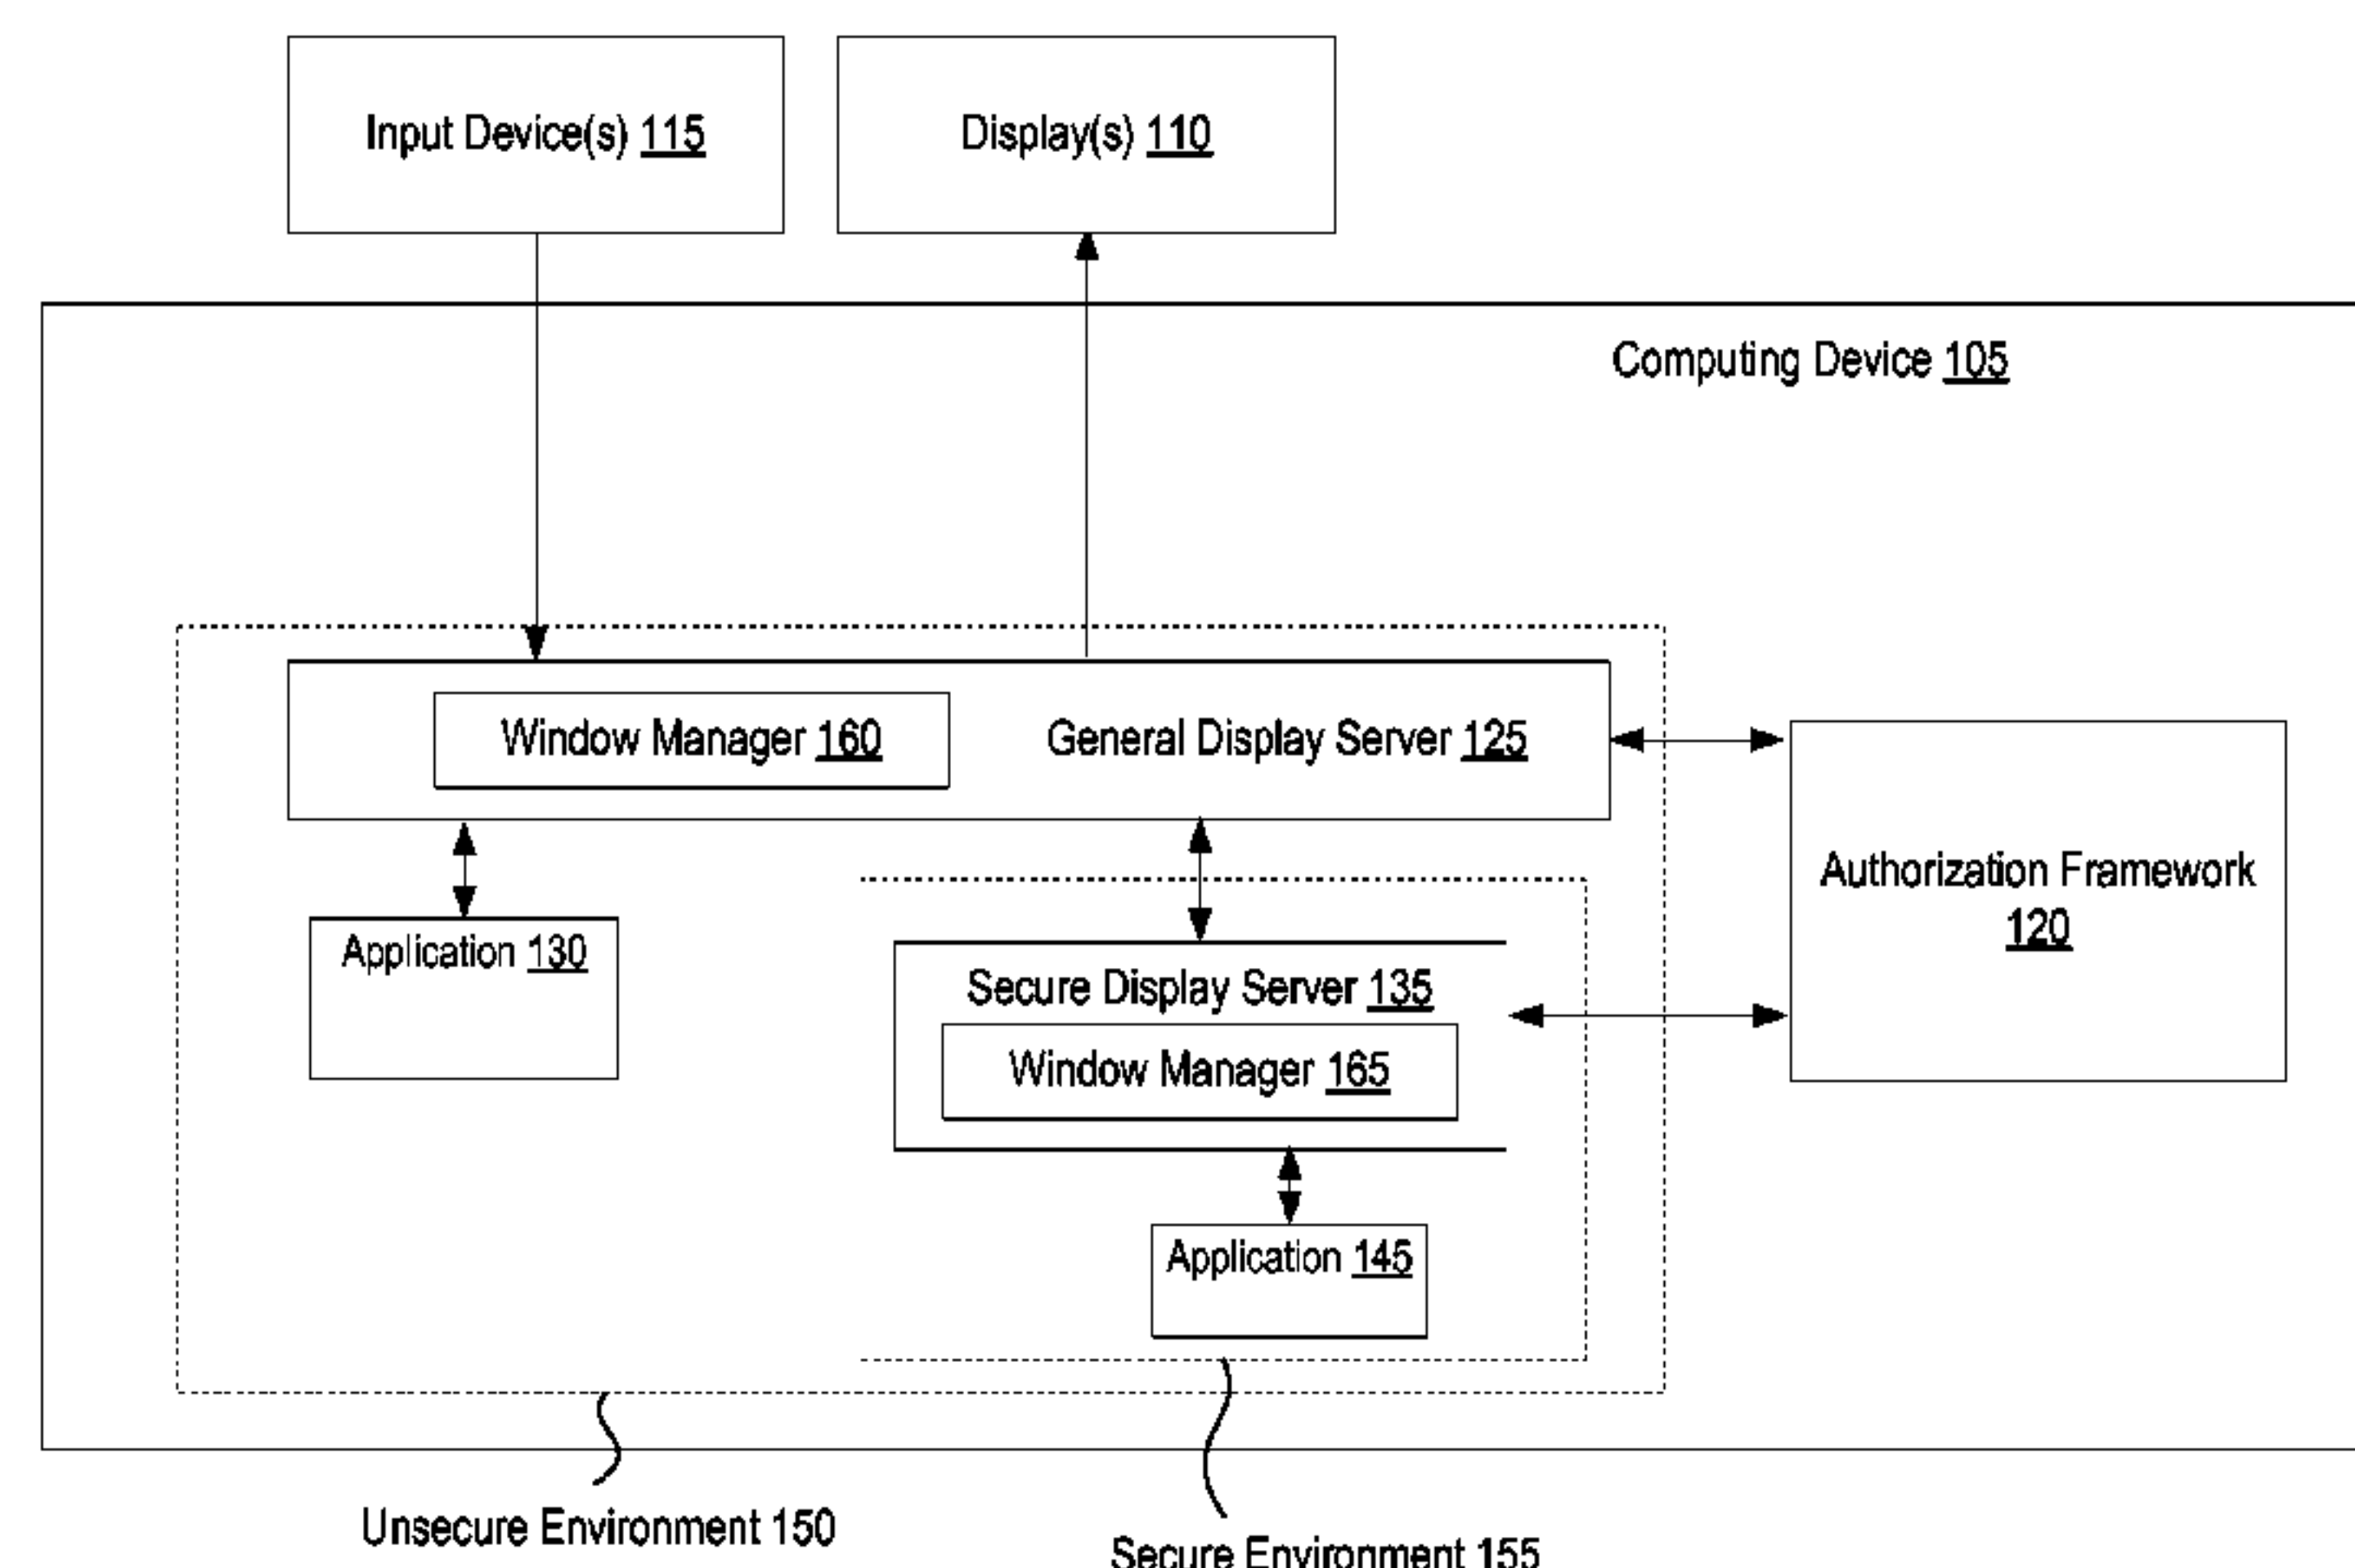 Input Device(s) 115
Display(s) 110
Computing Device 105
Window Manager 160
General Display Server 125
Authorization Framework
120
Application 130
Secure Display Server 135
Window Manager 165
Application 145
Unsecure Environment 150
Secure Environment 155